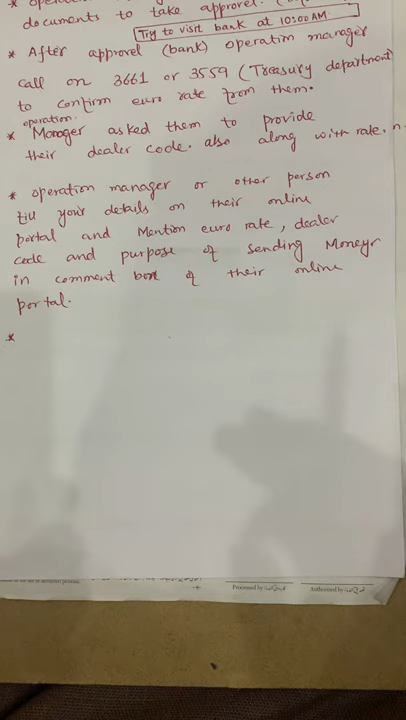 * opera
documents to take approvel.
Try to visit bank at 10:00 AM
* After approvel (bank) operation manager
call on 3661 or 3559 (Treasury department)
to confirm euro rate from them.
operation
* Manager asked them to provide
their dealer code. also along with rate.
* operation manager or other person
till your details on their online
portal and Mention euro rate, dealer
code and purpose of sending Money
in comment box of their online
portal.
*
Processed by
Authorised by